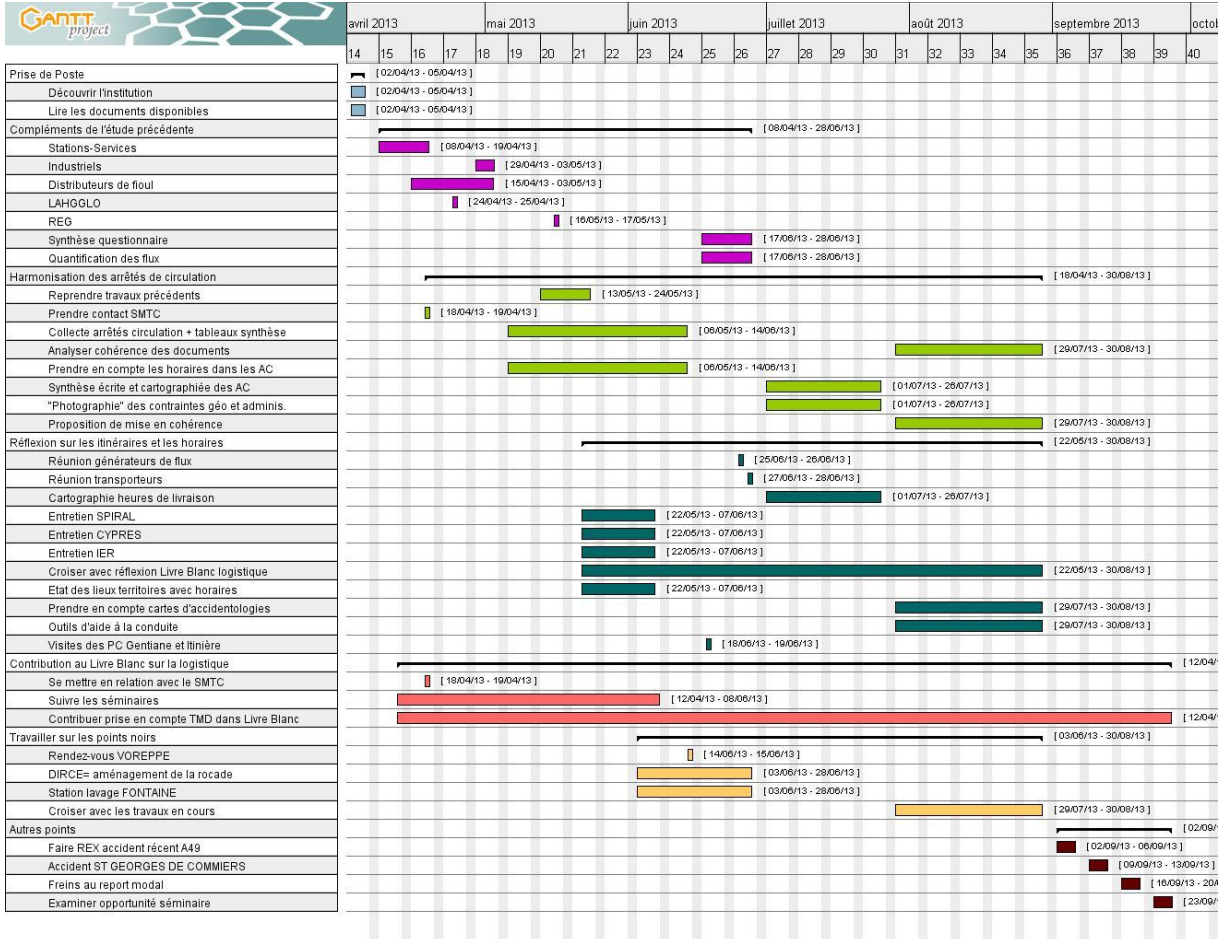 GANTT project
avril 2013 mai 2013 juin 2013 juillet 2013 août 2013 septembre 2013 octob
14 15 16 17 18 19 20 21 22 23 24 25 26 27 28 29 30 31 32 33 34 35 36 37 38 39 40
Prise de Poste [ 02/04/13 - 05/04/13 ]
Découvrir l'institution [ 02/04/13 - 05/04/13 ]
Lire les documents disponibles [ 02/04/13 - 05/04/13 ]
Compléments de l'étude précédente [ 08/04/13 - 28/06/13 ]
Stations-Services [ 08/04/13 - 19/04/13 ]
Industriels [ 29/04/13 - 03/05/13 ]
Distributeurs de fioul [ 15/04/13 - 03/05/13 ]
LAHGGLO [ 24/04/13 - 25/04/13 ]
REG [ 16/05/13 - 17/05/13 ]
Synthèse questionnaire [ 17/06/13 - 28/06/13 ]
Quantification des flux [ 17/06/13 - 28/06/13 ]
Harmonisation des arrêtés de circulation [ 18/04/13 - 30/08/13 ]
Reprendre travaux précédents [ 13/05/13 - 24/05/13 ]
Prendre contact SMTC [ 18/04/13 - 19/04/13 ]
Collecte arrêtés circulation + tableaux synthèse [ 06/05/13 - 14/06/13 ]
Analyser cohérence des documents [ 29/07/13 - 30/08/13 ]
Prendre en compte les horaires dans les AC [ 06/05/13 - 14/06/13 ]
Synthèse écrite et cartographiée des AC [ 01/07/13 - 26/07/13 ]
"Photographie" des contraintes géo et adminis. [ 01/07/13 - 26/07/13 ]
Proposition de mise en cohérence [ 29/07/13 - 30/08/13 ]
Réflexion sur les itinéraires et les horaires [ 22/05/13 - 30/08/13 ]
Réunion générateurs de flux [ 25/06/13 - 26/06/13 ]
Réunion transporteurs [ 27/06/13 - 28/06/13 ]
Cartographie heures de livraison [ 01/07/13 - 26/07/13 ]
Entretien SPIRAL [ 22/05/13 - 07/06/13 ]
Entretien CYPRES [ 22/05/13 - 07/06/13 ]
Entretien IER [ 22/05/13 - 07/06/13 ]
Croiser avec réflexion Livre Blanc logistique [ 22/05/13 - 30/08/13 ]
Etat des lieux territoires avec horaires [ 22/05/13 - 07/06/13 ]
Prendre en compte cartes d'accidentologies [ 29/07/13 - 30/08/13 ]
Outils d'aide à la conduite [ 29/07/13 - 30/08/13 ]
Visites des PC Gentiane et Itinière [ 18/06/13 - 19/06/13 ]
Contribution au Livre Blanc sur la logistique [ 12/04/
Se mettre en relation avec le SMTC [ 18/04/13 - 19/04/13 ]
Suivre les séminaires [ 12/04/13 - 08/06/13 ]
Contribuer prise en compte TMD dans Livre Blanc [ 12/04/
Travailler sur les points noirs [ 03/06/13 - 30/08/13 ]
Rendez-vous VOREPPE [ 14/06/13 - 15/06/13 ]
DIRCE= aménagement de la rocade [ 03/06/13 - 28/06/13 ]
Station lavage FONTAINE [ 03/06/13 - 28/06/13 ]
Croiser avec les travaux en cours [ 29/07/13 - 30/08/13 ]
Autres points [ 02/09/
Faire REX accident récent A49 [ 02/09/13 - 06/09/13 ]
Accident ST GEORGES DE COMMIERS [ 09/09/13 - 13/09/13 ]
Freins au report modal [ 16/09/13 - 20/
Examiner opportunité séminaire [ 23/09/